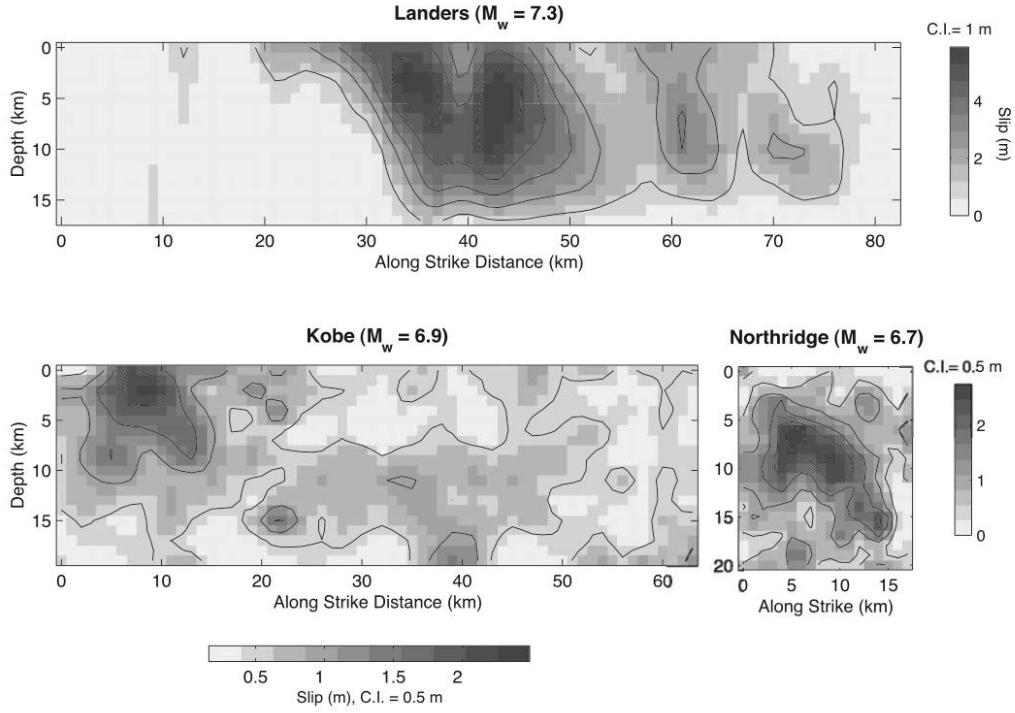 Landers (Mw = 7.3)
C.I.= 1 m
0
5
10
15
Depth (km)
0 10 20 30 40 50 60 70 80
Along Strike Distance (km)
4
2
0
Slip (m)
Kobe (Mw = 6.9)
0
5
10
15
Depth (km)
0 10 20 30 40 50 60
Along Strike Distance (km)
Northridge (Mw = 6.7)
C.I.= 0,5 m
0
5
10
15
20
0 5 10 15
Along Strike (km)
2
1
0
0.5 1 1.5 2
Slip (m), C.I. = 0.5 m